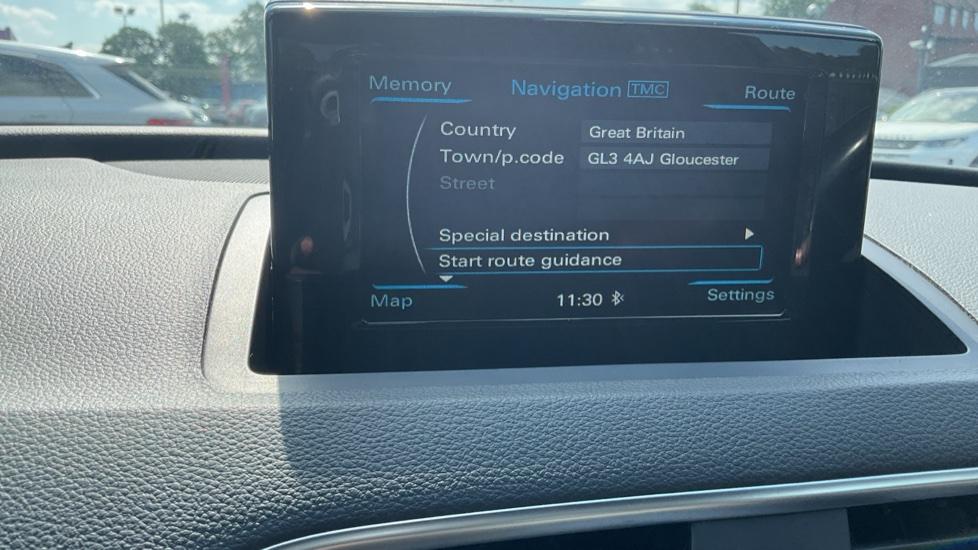 Memory
Navigation TMC
Route
Country Great Britain
Town/p.code GL3 4AJ Gloucester
Street
Special destination
Start route guidance
Map
11:30
Settings